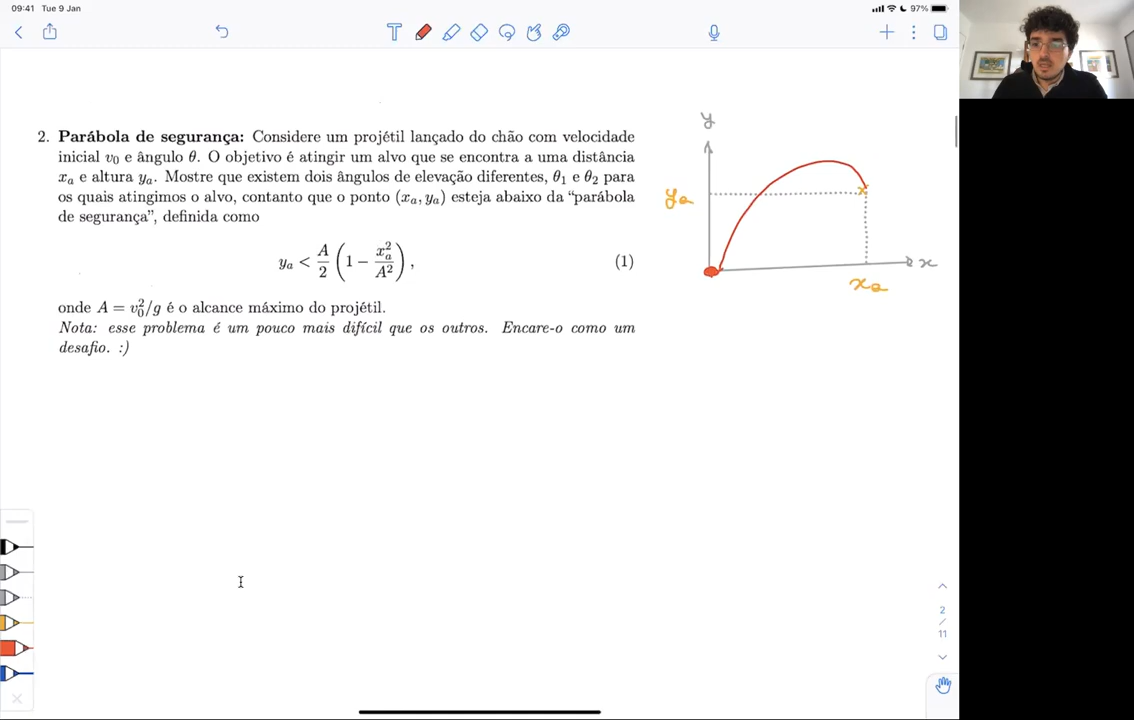 09:41 Tue 9 Jan
97%
2. Parábola de segurança: Considere um projétil lançado do chão com velocidade
inicial v₀ e ângulo θ. O objetivo é atingir um alvo que se encontra a uma distância
xₐ e altura yₐ. Mostre que existem dois ângulos de elevação diferentes, θ₁ e θ₂ para
os quais atingimos o alvo, contanto que o ponto (xₐ, yₐ) esteja abaixo da “parábola
de segurança”, definida como
yₐ < A/2 (1 − xₐ²/A²), (1)
onde A = v₀²/g é o alcance máximo do projétil.
Nota: esse problema é um pouco mais difícil que os outros. Encare-o como um
desafio. :)
y
yₐ
x
xₐ
2
/
11